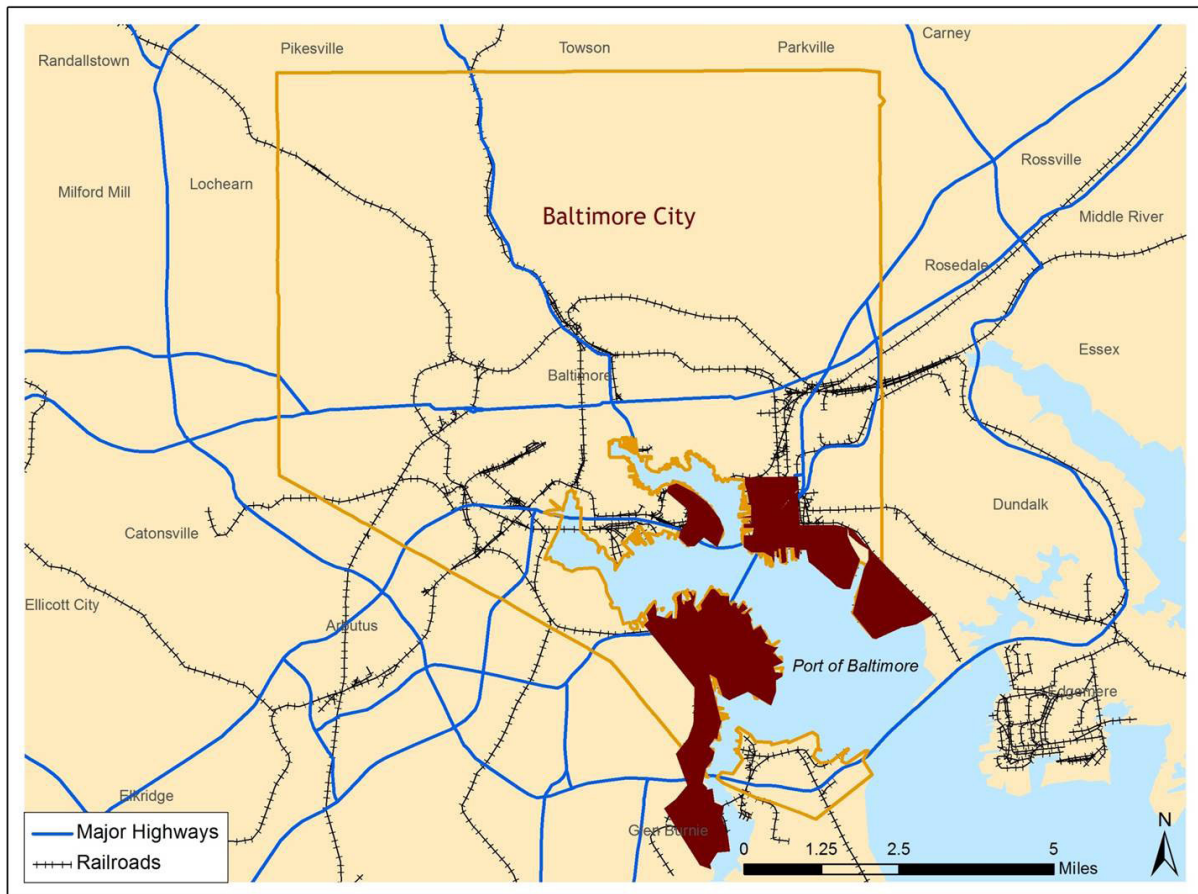 Carney
Pikesville
Towson
Parkville
Randallstown
Rossville
Milford Mill
Lochearn
Baltimore City
Middle River
Rosedale
Essex
Baltimore
Dundalk
Catonsville
Ellicott City
Arbutus
Port of Baltimore
Edgemere
Elkridge
Glen Burnie
Major Highways
Railroads
N
0 1.25 2.5 5
Miles